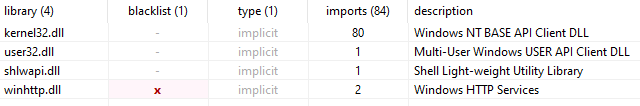 library (4) blacklist (1) type (1) imports (84) description
kernel32.dll - implicit 80 Windows NT BASE API Client DLL
user32.dll - implicit 1 Multi-User Windows USER API Client DLL
shlwapi.dll - implicit 1 Shell Light-weight Utility Library
winhttp.dll x implicit 2 Windows HTTP Services